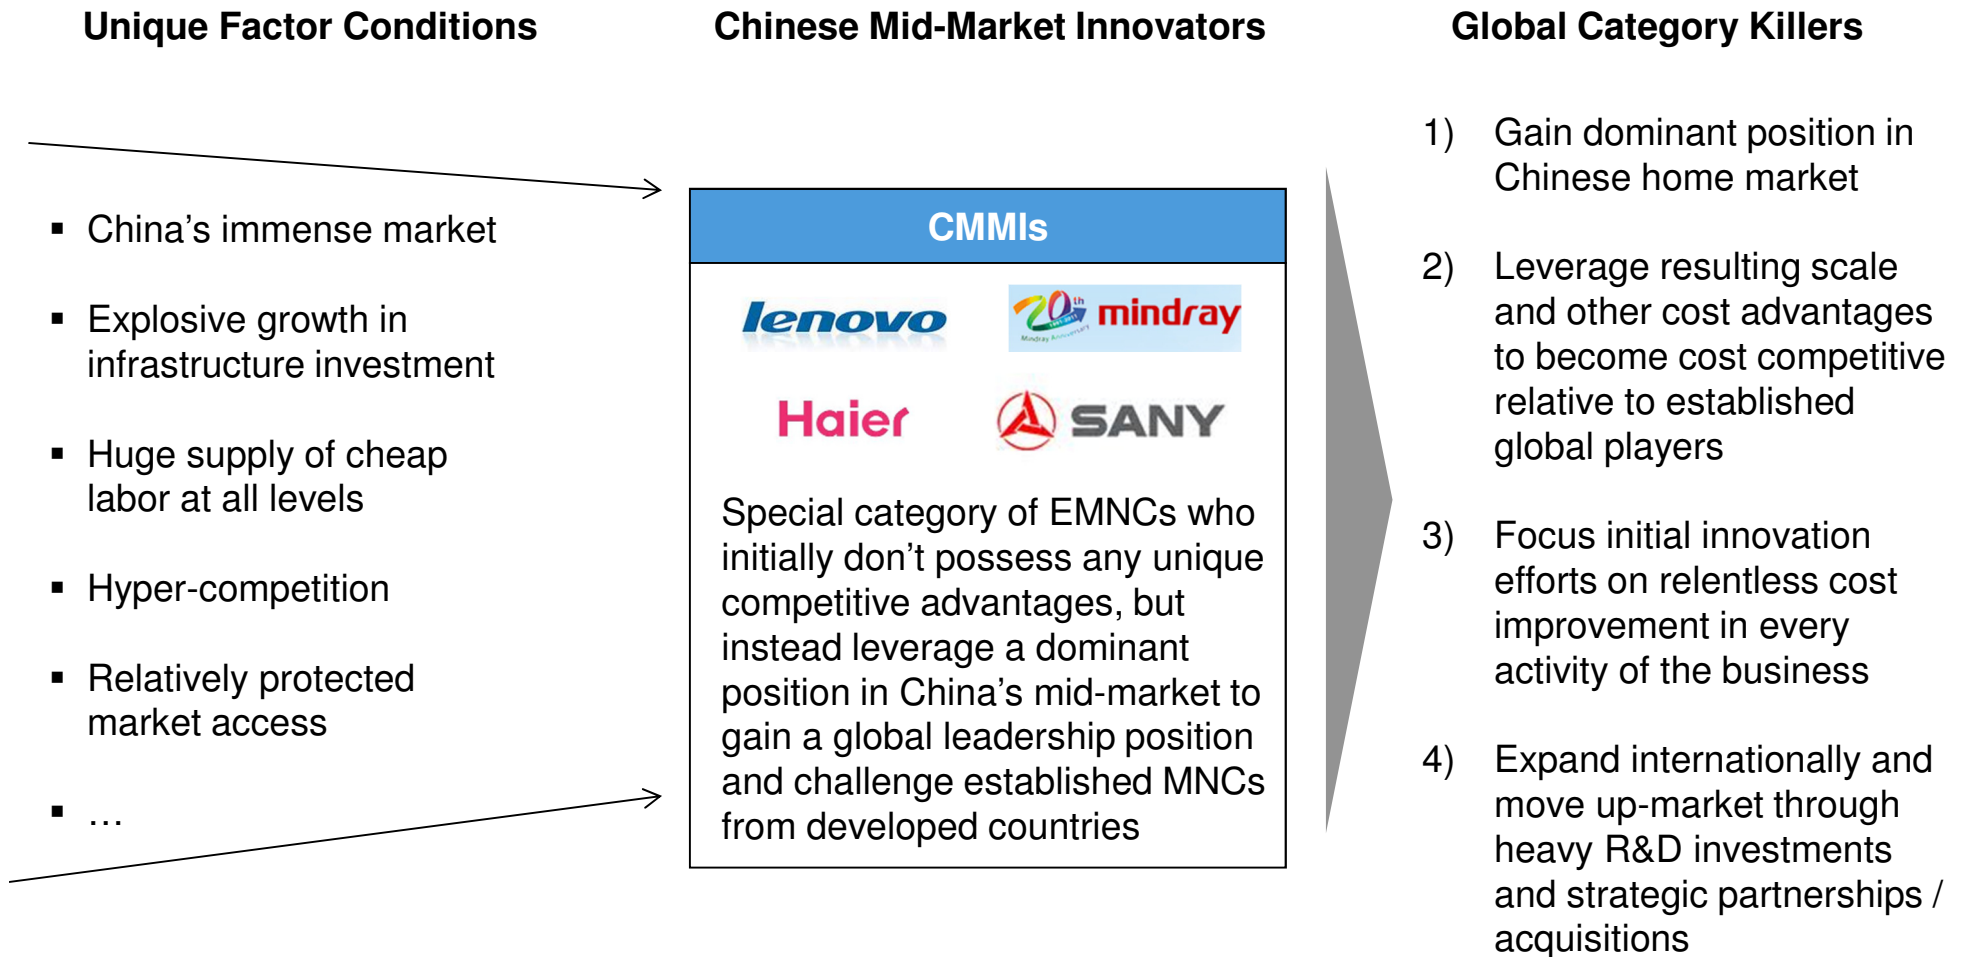 Unique Factor Conditions
▪ China’s immense market
▪ Explosive growth in
infrastructure investment
▪ Huge supply of cheap
labor at all levels
▪ Hyper-competition
▪ Relatively protected
market access
▪ …
Chinese Mid-Market Innovators
CMMIs
lenovo
20th mindray
Mindray Anniversary
Haier
SANY
Special category of EMNCs who
initially don’t possess any unique
competitive advantages, but
instead leverage a dominant
position in China’s mid-market to
gain a global leadership position
and challenge established MNCs
from developed countries
Global Category Killers
1) Gain dominant position in
Chinese home market
2) Leverage resulting scale
and other cost advantages
to become cost competitive
relative to established
global players
3) Focus initial innovation
efforts on relentless cost
improvement in every
activity of the business
4) Expand internationally and
move up-market through
heavy R&D investments
and strategic partnerships /
acquisitions